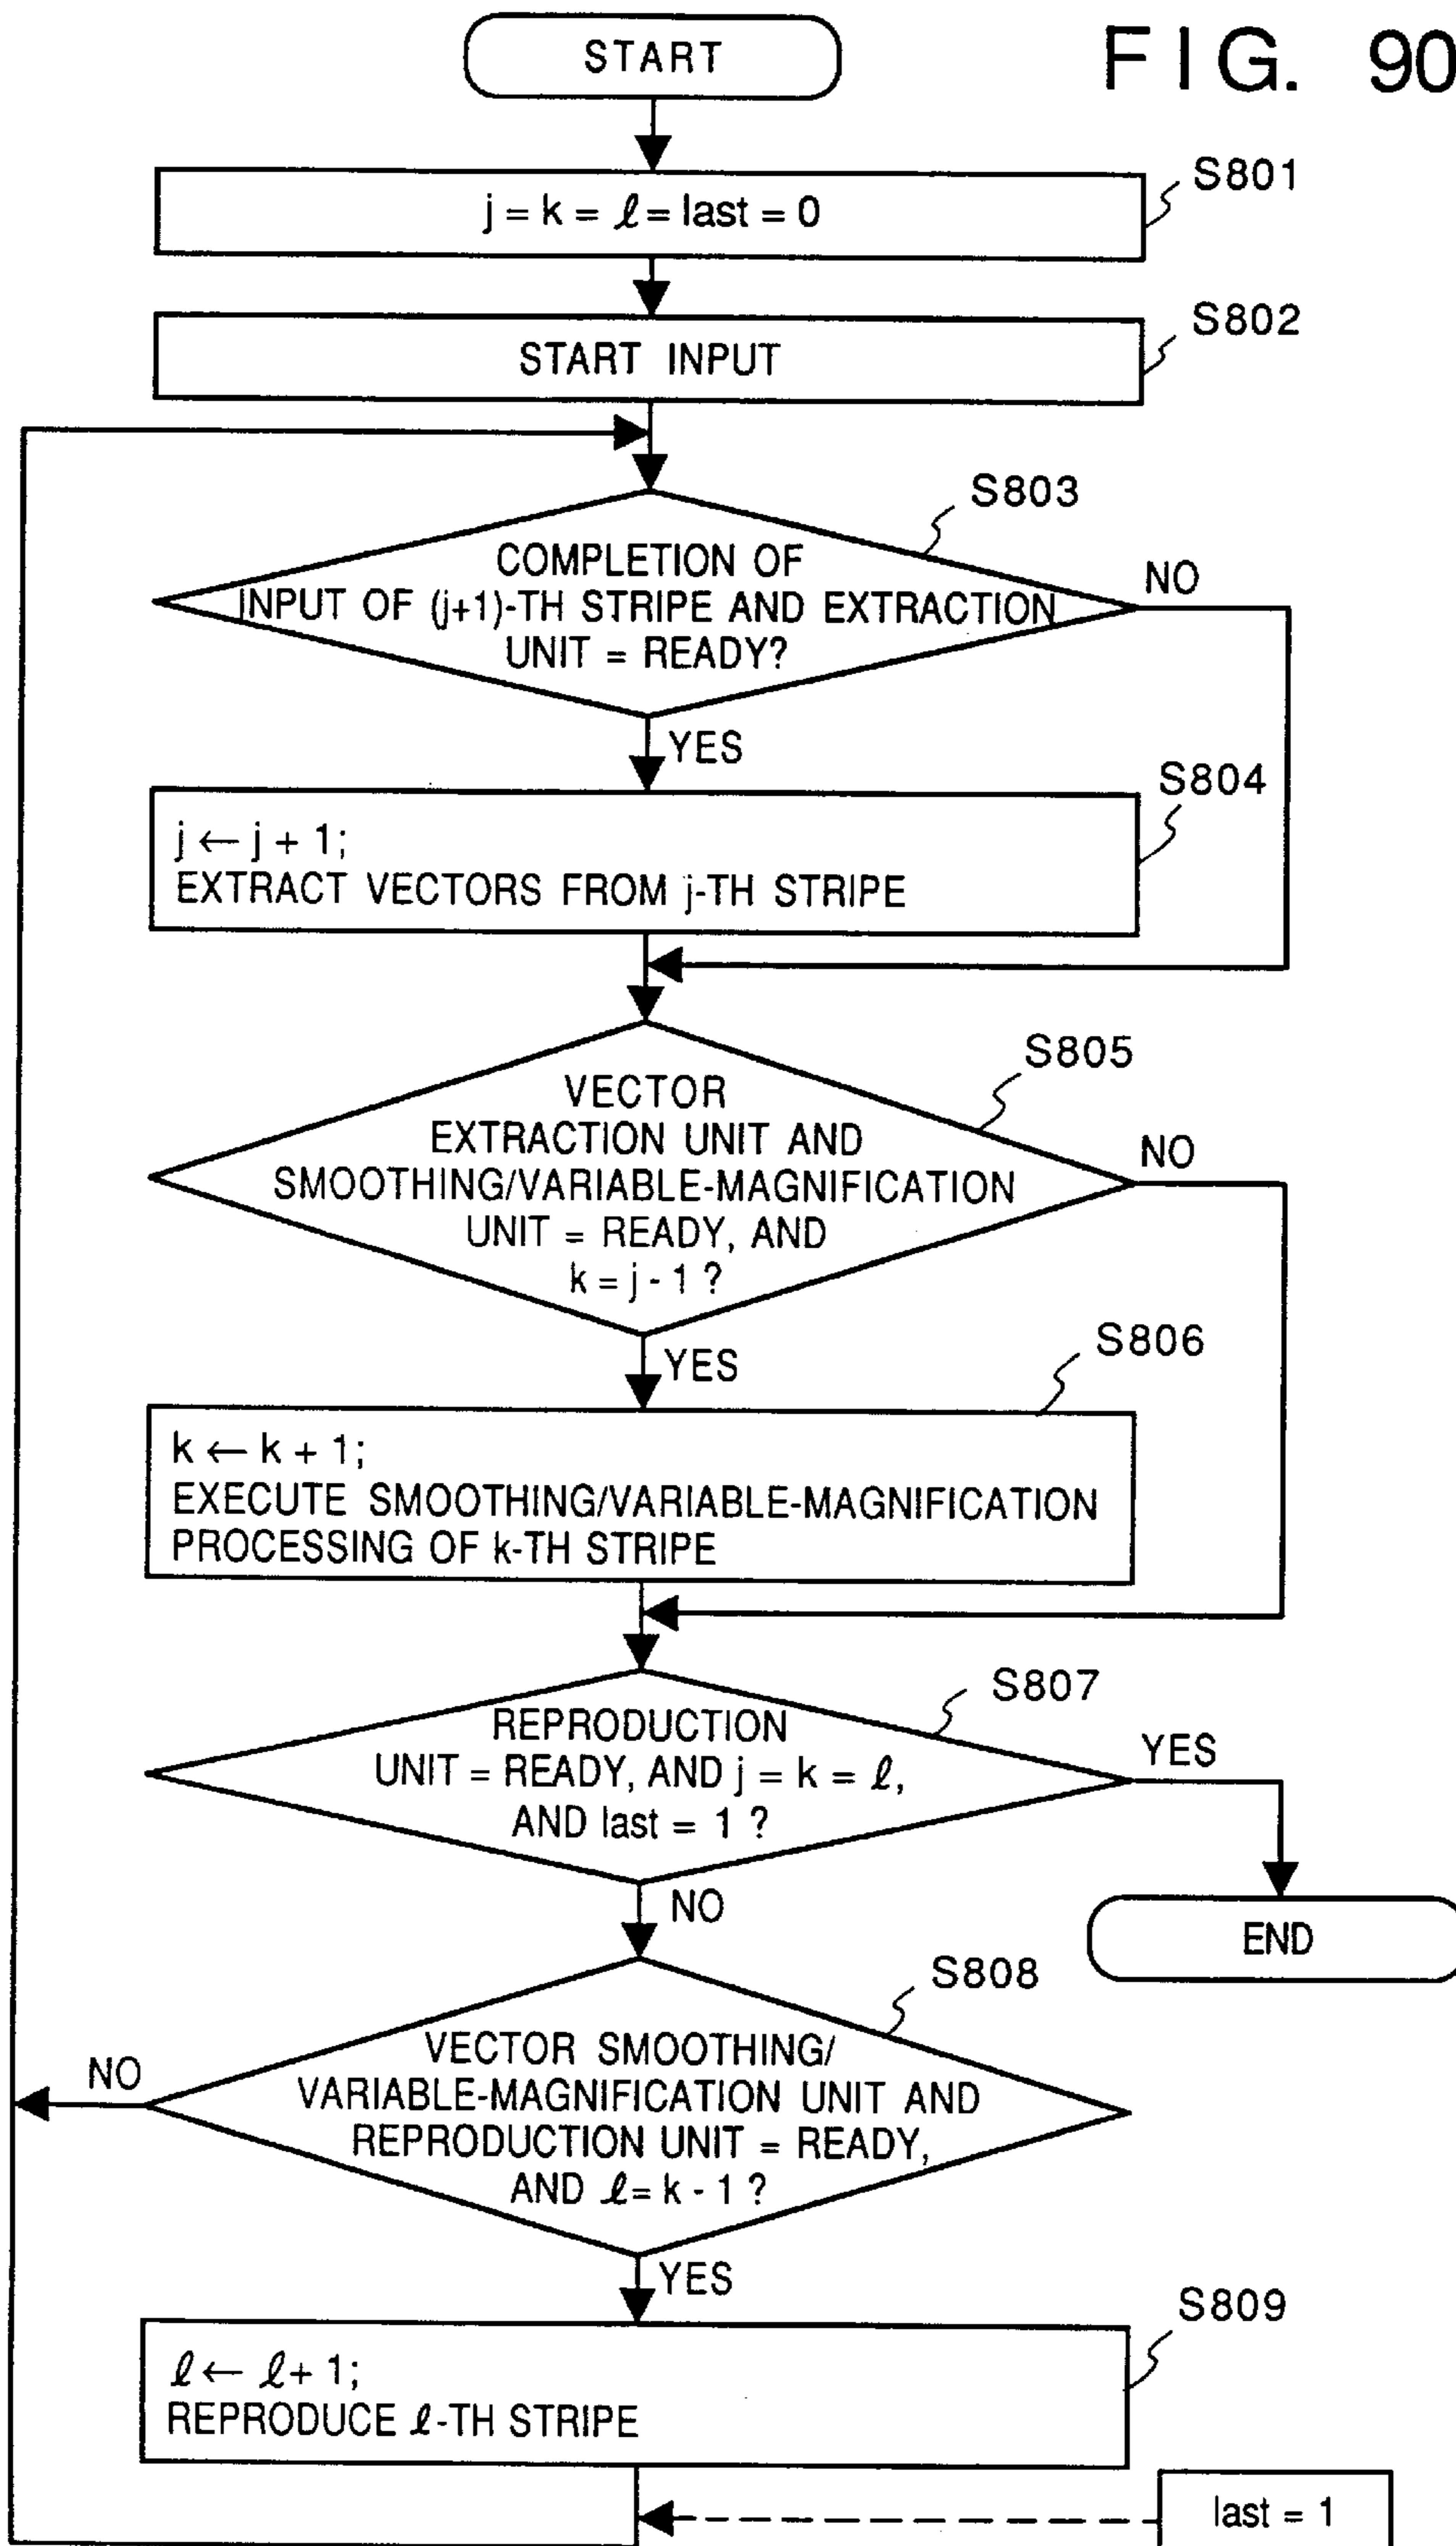 FIG. 90
START
S801
j = k = ℓ = last = 0
S802
START INPUT
S803
COMPLETION OF
INPUT OF (j+1)-TH STRIPE AND EXTRACTION
UNIT = READY?
NO
YES
S804
j ← j + 1;
EXTRACT VECTORS FROM j-TH STRIPE
S805
VECTOR
EXTRACTION UNIT AND
SMOOTHING/VARIABLE-MAGNIFICATION
UNIT = READY, AND
k = j - 1 ?
NO
YES
S806
k ← k + 1;
EXECUTE SMOOTHING/VARIABLE-MAGNIFICATION
PROCESSING OF k-TH STRIPE
S807
REPRODUCTION
UNIT = READY, AND j = k = ℓ,
AND last = 1 ?
YES
NO
END
S808
VECTOR SMOOTHING/
VARIABLE-MAGNIFICATION UNIT AND
REPRODUCTION UNIT = READY,
AND ℓ = k - 1 ?
NO
YES
S809
ℓ ← ℓ + 1;
REPRODUCE ℓ-TH STRIPE
last = 1